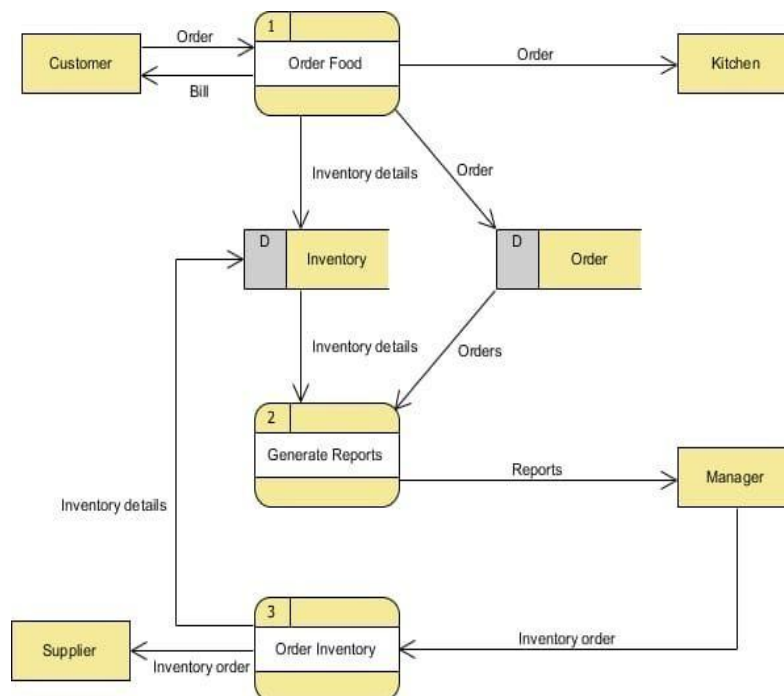 1
Order
Customer
Order Food
Order
Kitchen
Bill
Inventory details
Order
D
Inventory
D
Order
Inventory details
Orders
2
Generate Reports
Reports
Manager
Inventory details
3
Inventory order
Supplier
Order Inventory
Inventory order